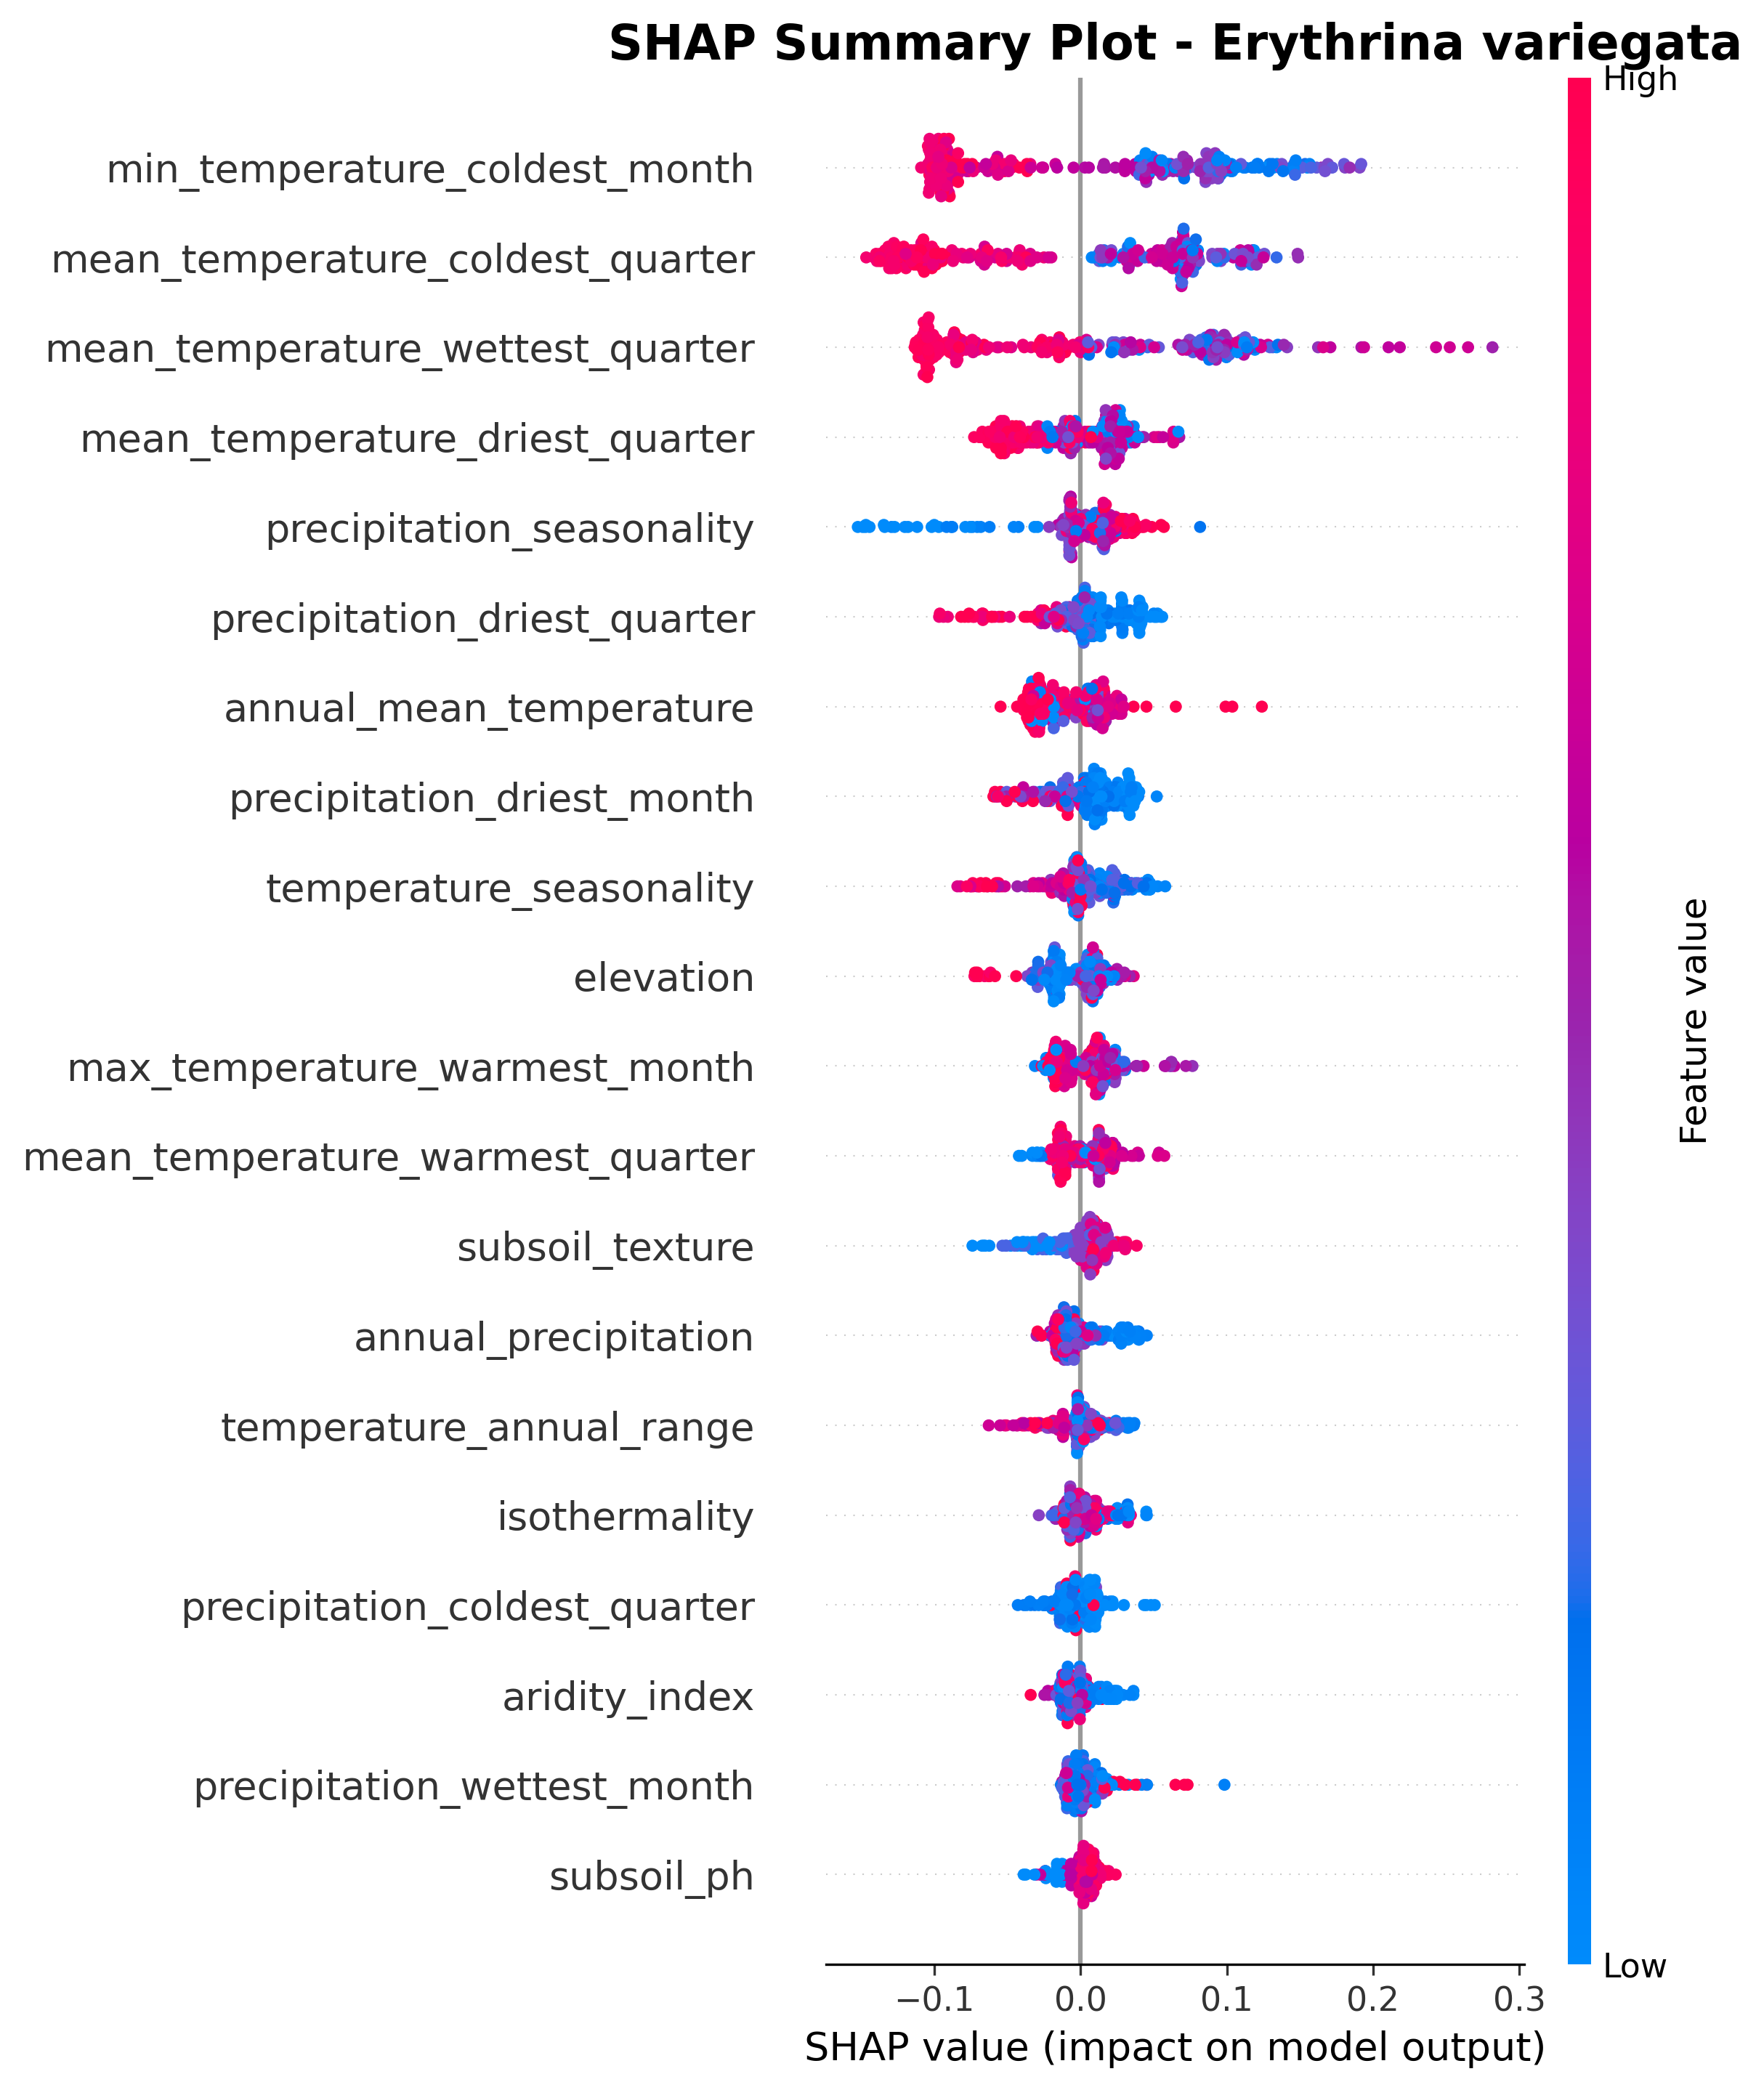 SHAP Summary Plot - Erythrina variegata
High
min_temperature_coldest_month
mean_temperature_coldest_quarter
mean_temperature_wettest_quarter
mean_temperature_driest_quarter
precipitation_seasonality
precipitation_driest_quarter
annual_mean_temperature
precipitation_driest_month
temperature_seasonality
elevation
max_temperature_warmest_month
mean_temperature_warmest_quarter
subsoil_texture
annual_precipitation
temperature_annual_range
isothermality
precipitation_coldest_quarter
aridity_index
precipitation_wettest_month
subsoil_ph
Feature value
Low
−0.1 0.0 0.1 0.2 0.3
SHAP value (impact on model output)